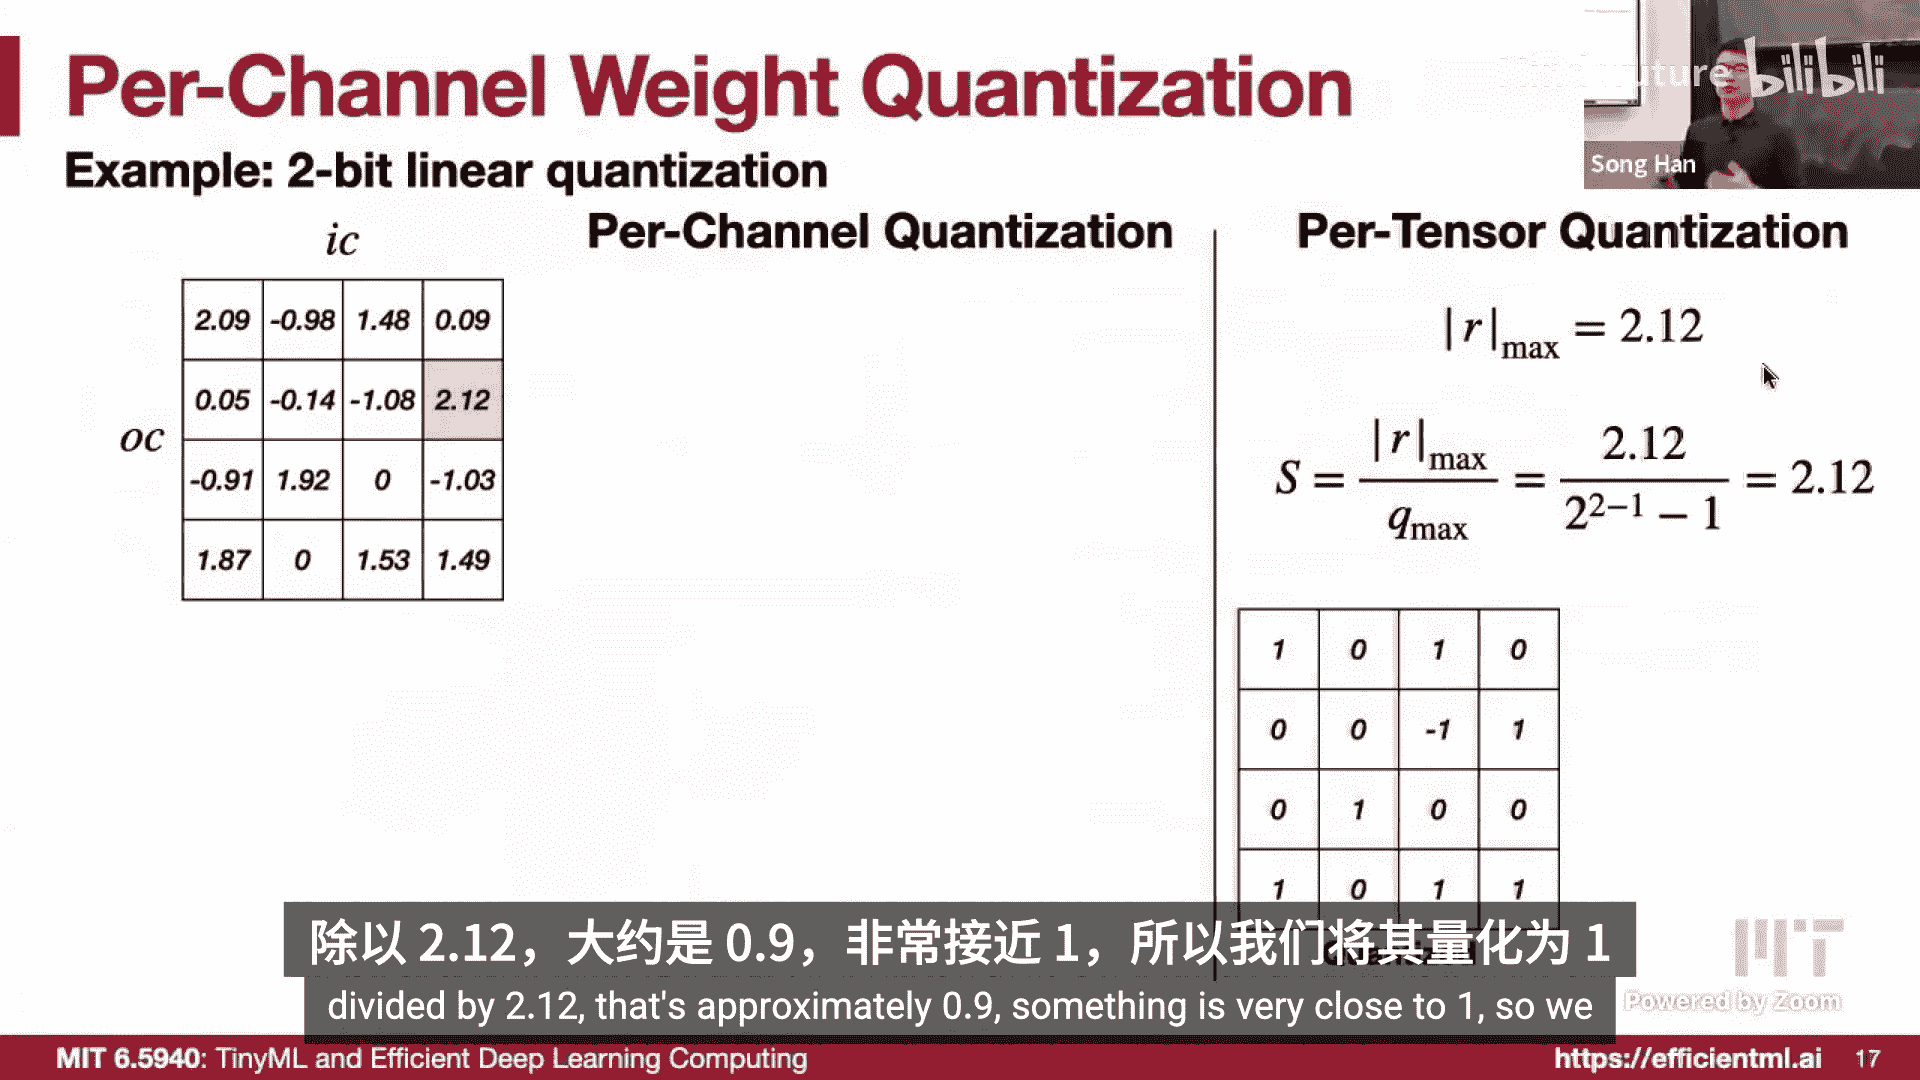 Per-Channel Weight Quantization
bilibili
Song Han
Example: 2-bit linear quantization
ic
Per-Channel Quantization
Per-Tensor Quantization
2.09 -0.98 1.48 0.09
0.05 -0.14 -1.08 2.12
-0.91 1.92 0 -1.03
1.87 0 1.53 1.49
oc
|r|max = 2.12
S = |r|max / qmax = 2.12 / 2^{2-1} − 1 = 2.12
1 0 1 0
0 0 -1 1
0 1 0 0
1 0 1 1
除以 2.12，大约是 0.9，非常接近 1，所以我们将其量化为 1
divided by 2.12, that's approximately 0.9, something is very close to 1, so we
MIT
Powered by Zoom
MIT 6.5940: TinyML and Efficient Deep Learning Computing
https://efficientml.ai
17